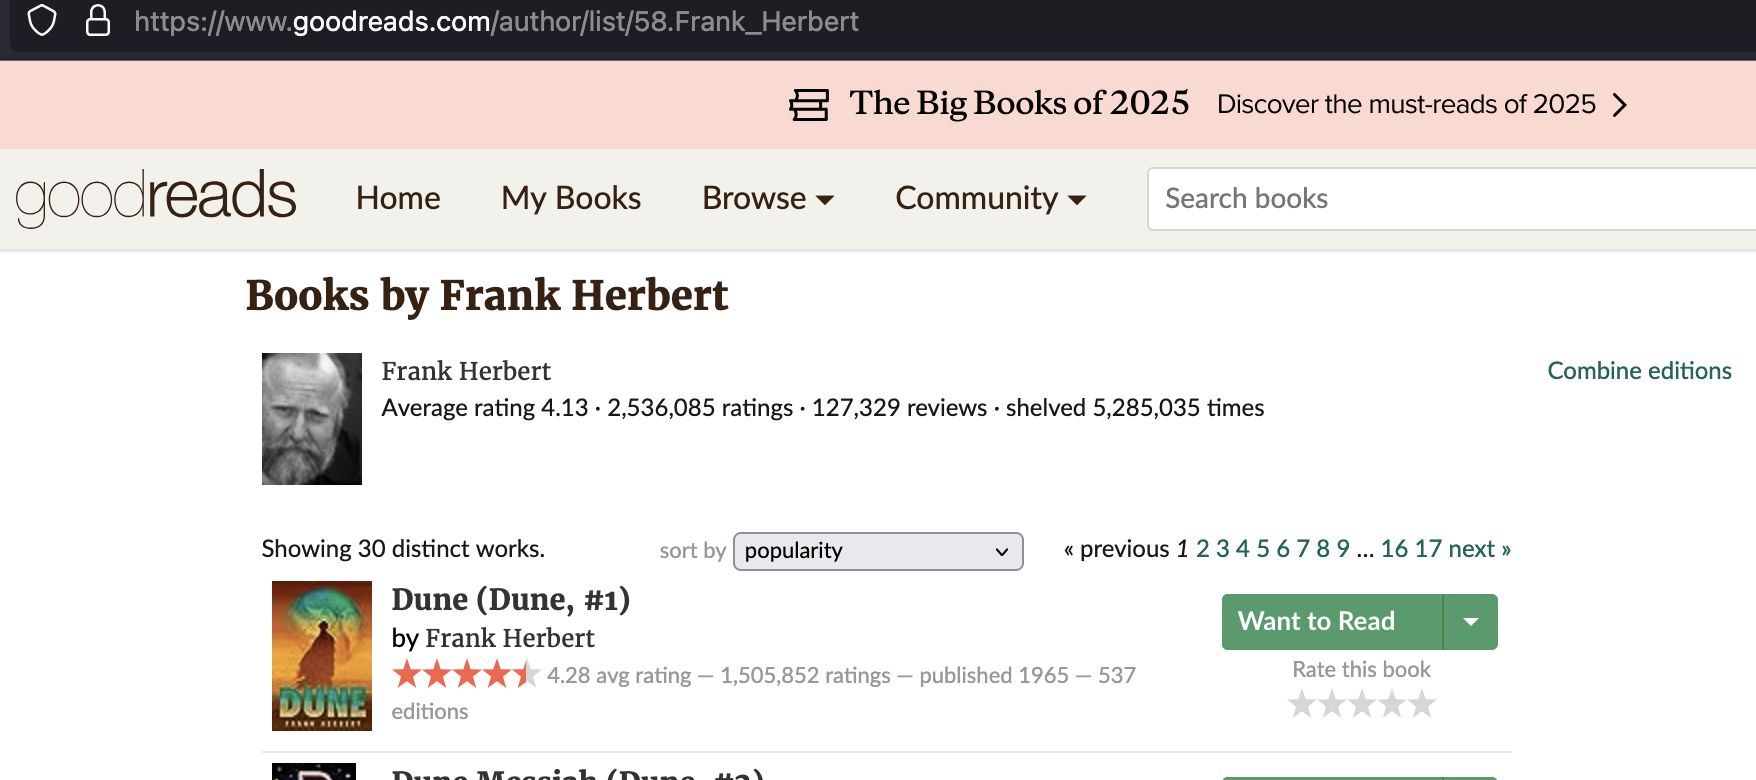 https://www.goodreads.com/author/list/58.Frank_Herbert
The Big Books of 2025 Discover the must-reads of 2025
goodreads Home My Books Browse Community Search books
Books by Frank Herbert
Frank Herbert
Combine editions
Average rating 4.13 · 2,536,085 ratings · 127,329 reviews · shelved 5,285,035 times
Showing 30 distinct works. sort by popularity « previous 1 2 3 4 5 6 7 8 9 ... 16 17 next »
DUNE
FRANK HERBERT
Dune (Dune, #1)
by Frank Herbert
4.28 avg rating — 1,505,852 ratings — published 1965 — 537
editions
Want to Read
Rate this book
Dune Messiah (Dune, #2)